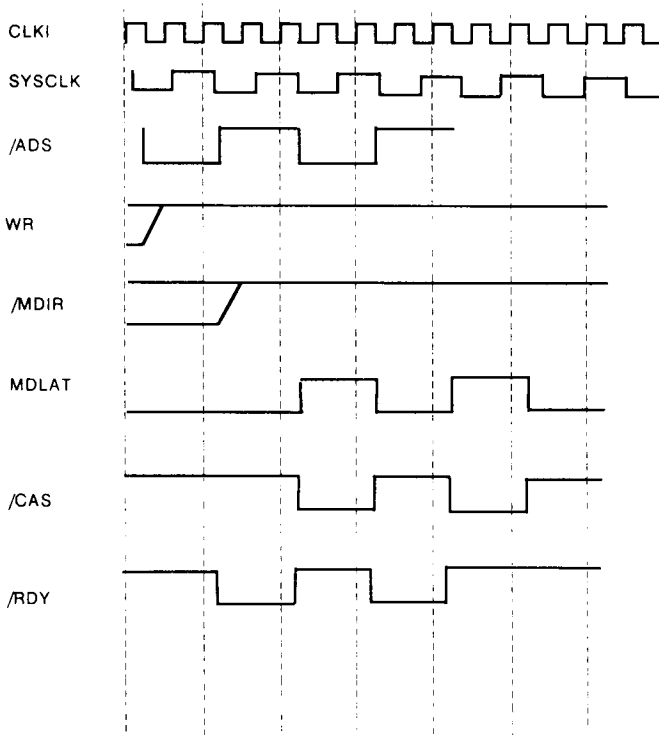 CLKI
SYSCLK
/ADS
WR
/MDIR
MDLAT
/CAS
/RDY